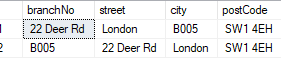 branchNo street city postCode
1 22 Deer Rd London B005 SW1 4EH
2 B005 22 Deer Rd London SW1 4EH